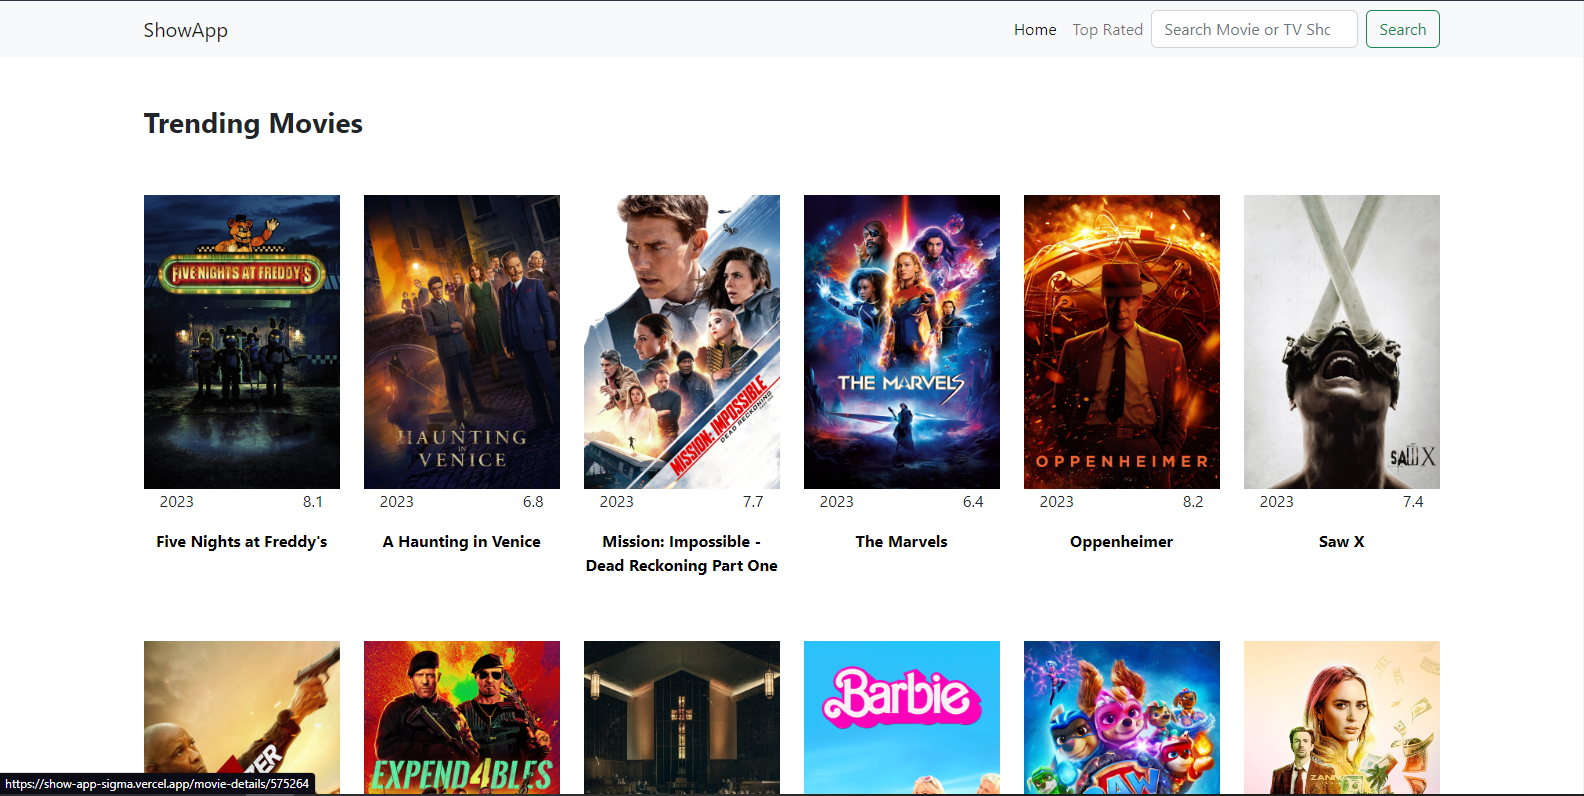 ShowApp
Home Top Rated Search Movie or TV Shc Search
Trending Movies
FIVE NIGHTS AT FREDDY'S
A
HAUNTING
IN
VENICE
MISSION: IMPOSSIBLE
DEAD RECKONING
THE MARVELS
OPPENHEIMER
SAW X
2023 8.1
2023 6.8
2023 7.7
2023 6.4
2023 8.2
2023 7.4
Five Nights at Freddy's
A Haunting in Venice
Mission: Impossible -
Dead Reckoning Part One
The Marvels
Oppenheimer
Saw X
EXPEND4BLES
Barbie
PAW
https://show-app-sigma.vercel.app/movie-details/575264